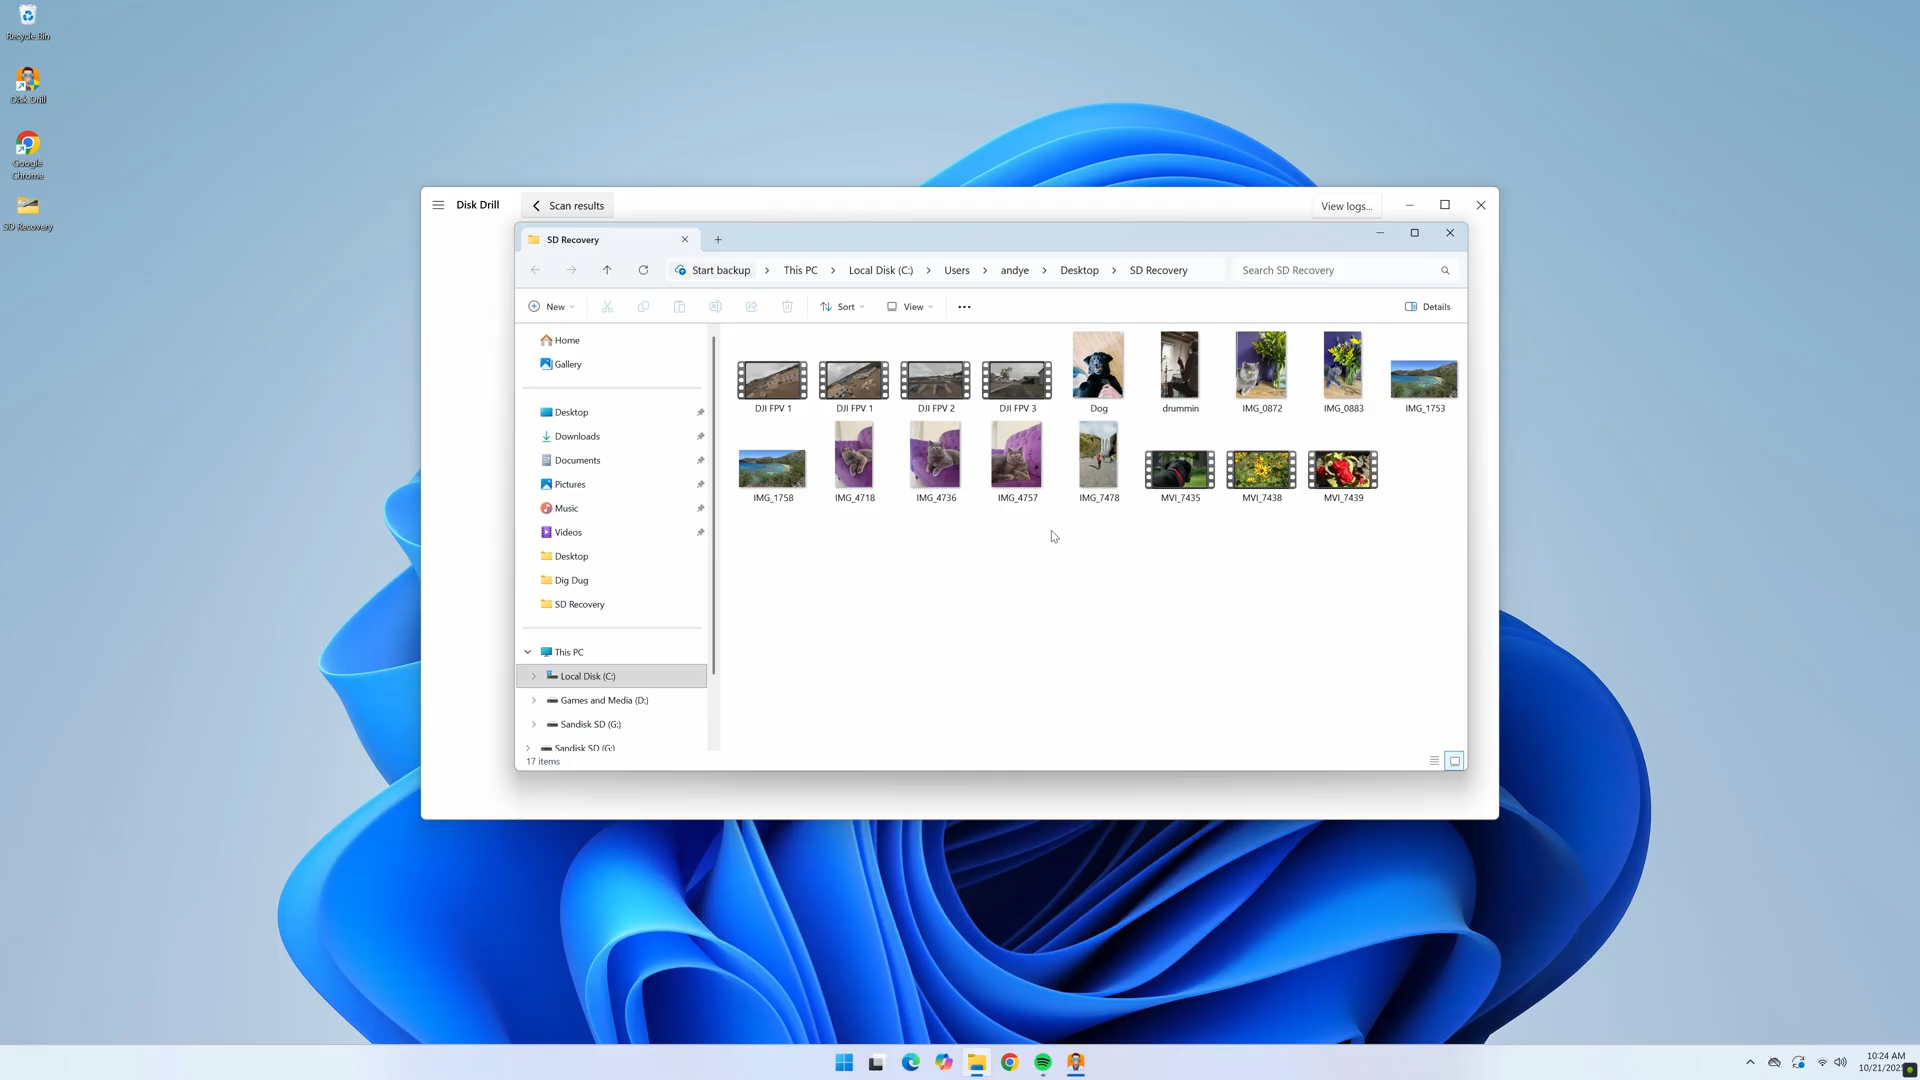 Recycle Bin
Disk Drill
Google
Chrome
SD Recovery
Disk Drill
Scan results
View logs...
SD Recovery
Start backup
This PC
Local Disk (C:)
Users
andye
Desktop
SD Recovery
Search SD Recovery
New
Sort
View
Details
Home
Gallery
Desktop
Downloads
Documents
Pictures
Music
Videos
Desktop
Dig Dug
SD Recovery
This PC
Local Disk (C:)
Games and Media (D:)
Sandisk SD (G:)
Sandisk SD (G:)
DJI FPV 1
DJI FPV 1
DJI FPV 2
DJI FPV 3
Dog
drummin
IMG_0872
IMG_0883
IMG_1753
IMG_1758
IMG_4718
IMG_4736
IMG_4757
IMG_7478
MVI_7435
MVI_7438
MVI_7439
17 items
10:24 AM